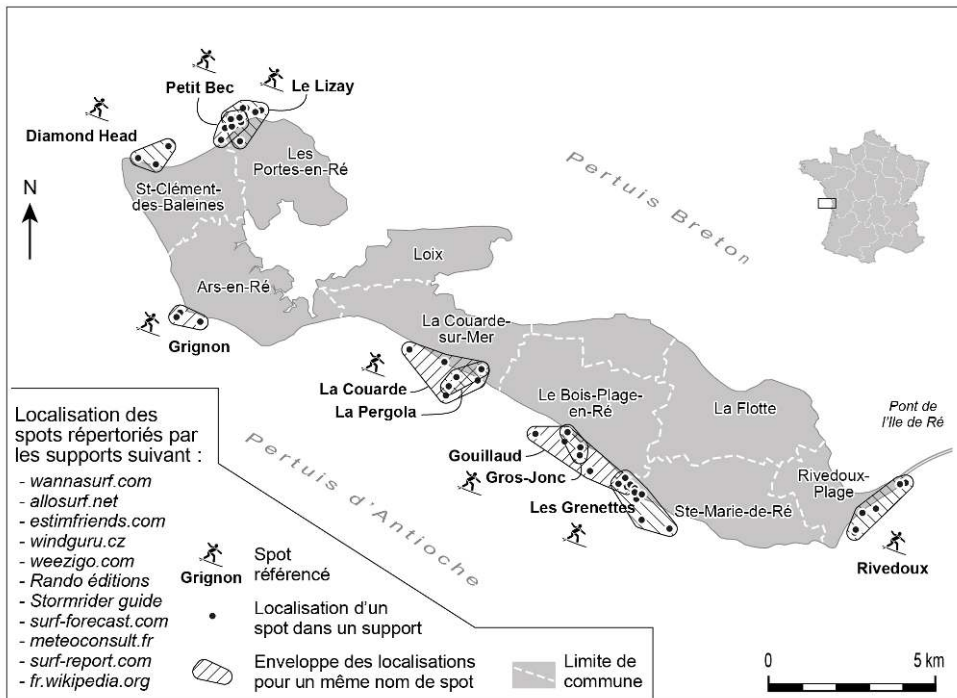 Petit Bec
Le Lizay
Diamond Head
Les
Portes-en-Ré
St-Clément-
des-Baleines
N
Pertuis Breton
Loix
Ars-en-Ré
La Couarde-
sur-Mer
Grignon
La Couarde
La Pergola
Le Bois-Plage-
en-Ré
La Flotte
Pont de
l'Ile de Ré
Gouillaud
Gros-Jonc
Rivedoux-
Plage
Les Grenettes
Ste-Marie-de-Ré
Rivedoux
Pertuis d'Antioche
Localisation des
spots répertoriés par
les supports suivant :
- wannasurf.com
- allosurf.net
- estimfriends.com
- windguru.cz
- weezigo.com
- Rando éditions
- Stormrider guide
- surf-forecast.com
- meteoconsult.fr
- surf-report.com
- fr.wikipedia.org
Grignon
Spot
référencé
Localisation d'un
spot dans un support
Enveloppe des localisations
pour un même nom de spot
Limite de
commune
0 5 km